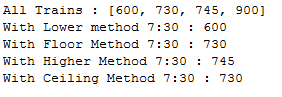 All Trains : [600, 730, 745, 900]
With Lower method 7:30 : 600
With Floor Method 7:30 : 730
With Higher Method 7:30 : 745
With Ceiling Method 7:30 : 730